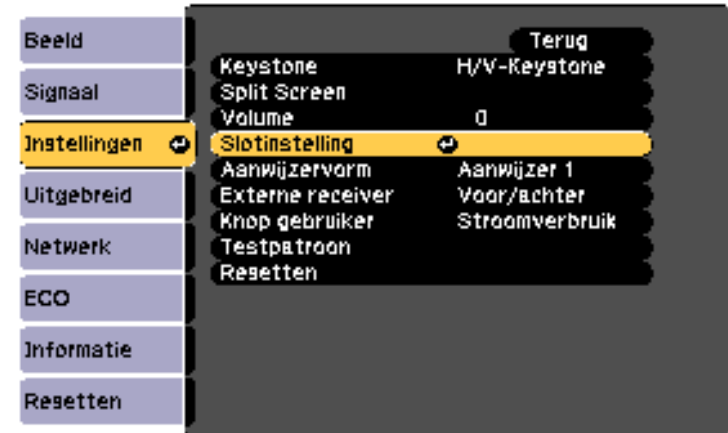 Beeld
Signaal
Instellingen
Uitgebreid
Netwerk
ECO
Informatie
Resetten
Terug
Keystone H/V-Keystone
Split Screen
Volume 0
Slotinstelling
Aanwijzervorm Aanwijzer 1
Externe receiver Voor/achter
Knop gebruiker Stroomverbruik
Testpatroon
Resetten